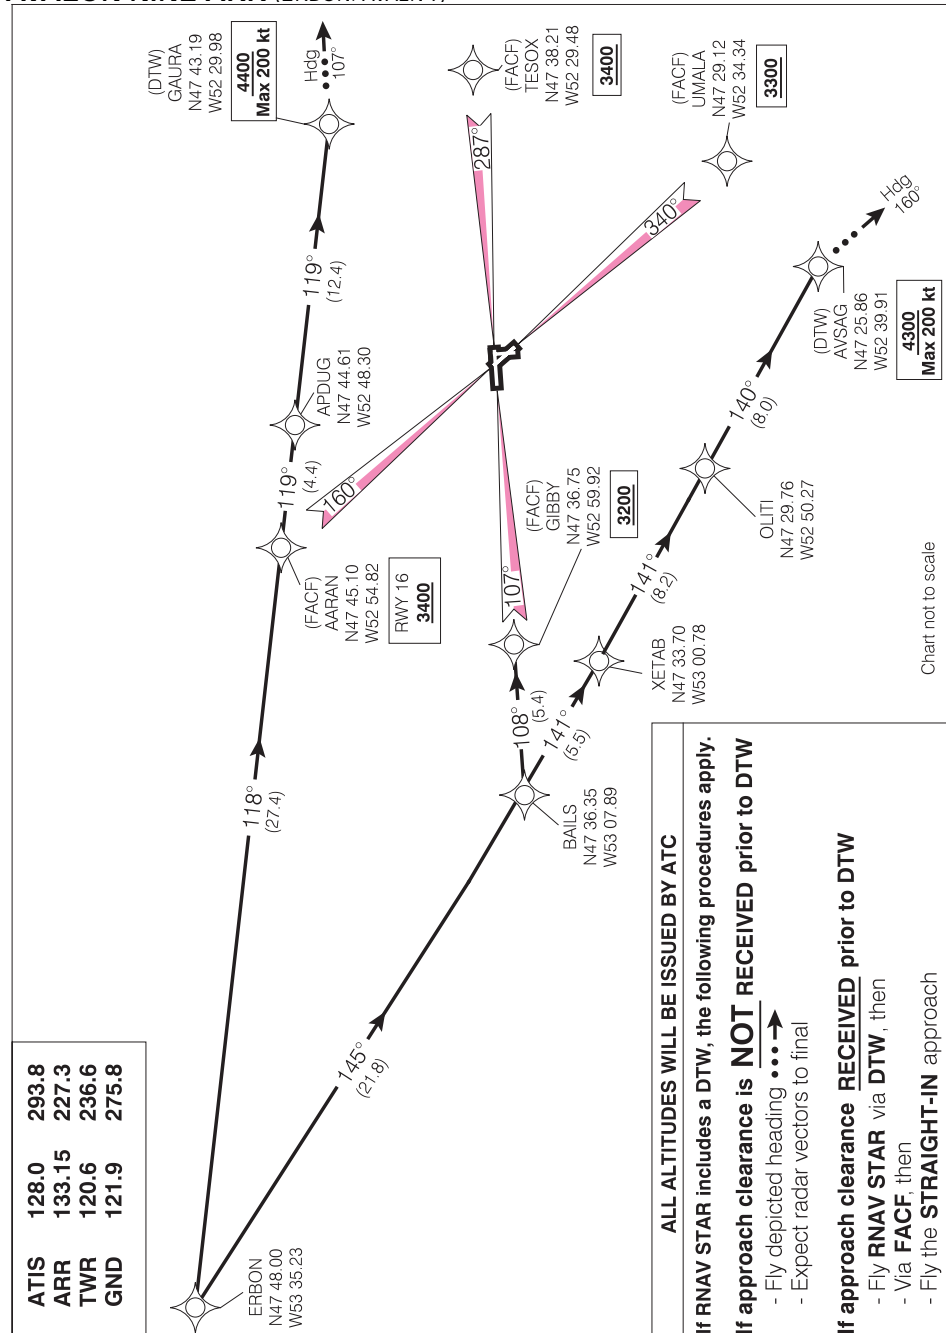 ATIS 128.0 293.8
ARR 133.15 227.3
TWR 120.6 236.6
GND 121.9 275.8
ERBON
N47 48.00
W53 35.23
118°
(27.4)
(FACF)
AARAN
N47 45.10
W52 54.82
RWY 16
3400
119°
(4.4)
APDUG
N47 44.61
W52 48.30
119°
(12.4)
(DTW)
GAURA
N47 43.19
W52 29.98
4400
Max 200 kt
Hdg
107°
(FACF)
TESOX
N47 38.21
W52 29.48
3400
(FACF)
UMALA
N47 29.12
W52 34.34
3300
287°
340°
160°
107°
145°
(21.8)
BAILS
N47 36.35
W53 07.89
108°
(5.4)
(FACF)
GIBBY
N47 36.75
W52 59.92
3200
141°
(5.5)
XETAB
N47 33.70
W53 00.78
141°
(8.2)
OLITI
N47 29.76
W52 50.27
140°
(8.0)
(DTW)
AVSAG
N47 25.86
W52 39.91
4300
Max 200 kt
Hdg
160°
Chart not to scale
ALL ALTITUDES WILL BE ISSUED BY ATC
If RNAV STAR includes a DTW, the following procedures apply.
If approach clearance is NOT RECEIVED prior to DTW
- Fly depicted heading
- Expect radar vectors to final
If approach clearance RECEIVED prior to DTW
- Fly RNAV STAR via DTW, then
- Via FACF, then
- Fly the STRAIGHT-IN approach